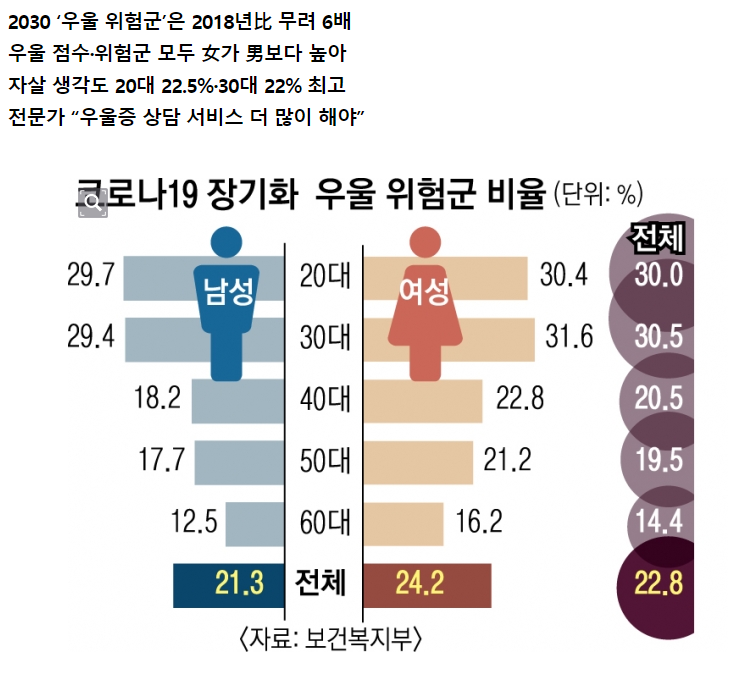 2030 ‘우울 위험군’은 2018년比 무려 6배
우울 점수·위험군 모두 女가 男보다 높아
자살 생각도 20대 22.5%·30대 22% 최고
전문가 “우울증 상담 서비스 더 많이 해야”
코로나19 장기화 우울 위험군 비율 (단위: %)
남성 여성 전체
29.7 20대 30.4 30.0
29.4 30대 31.6 30.5
18.2 40대 22.8 20.5
17.7 50대 21.2 19.5
12.5 60대 16.2 14.4
21.3 전체 24.2 22.8
〈자료: 보건복지부〉